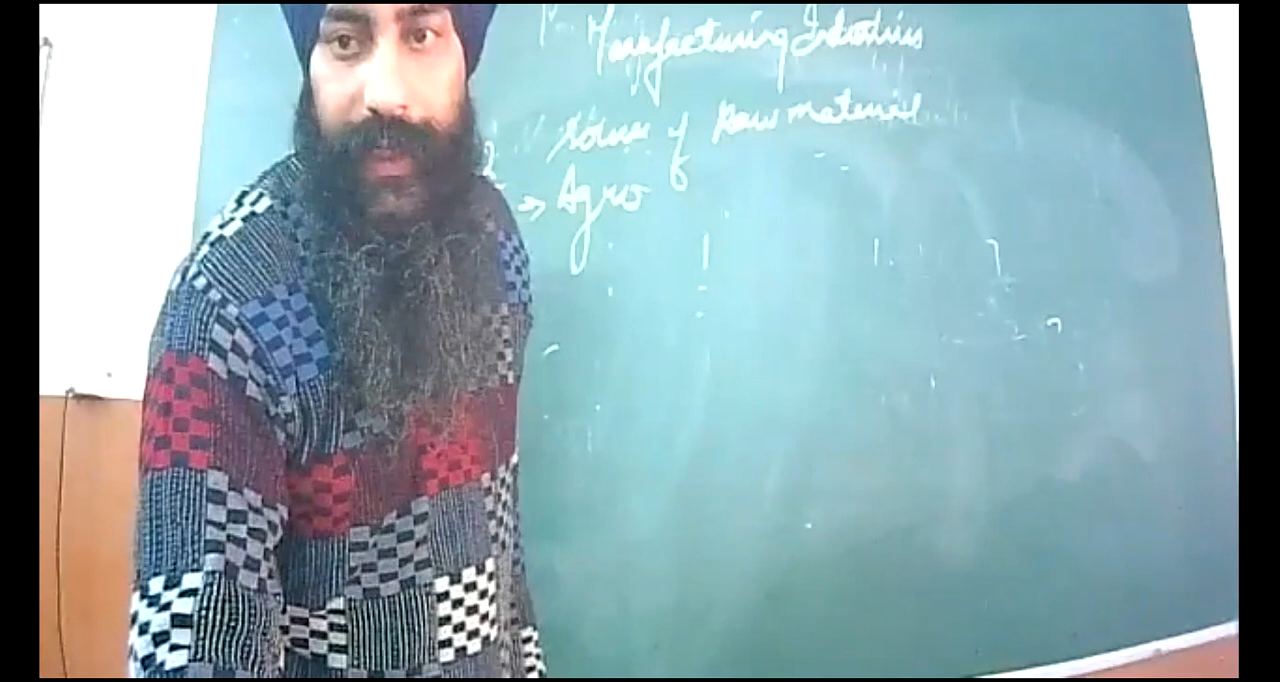 Manufacturing Industries
Source of Raw material
→ Agro